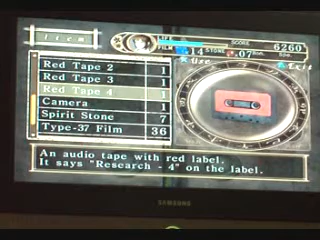 Item
LIFE
FILM 14 STONE .07 SCORE 6260
Use Exit
Red Tape 2 1
Red Tape 3 1
Red Tape 4 1
Camera 1
Spirit Stone 7
Type-37 Film 36
An audio tape with red label.
It says "Research - 4" on the label.
SAMSUNG